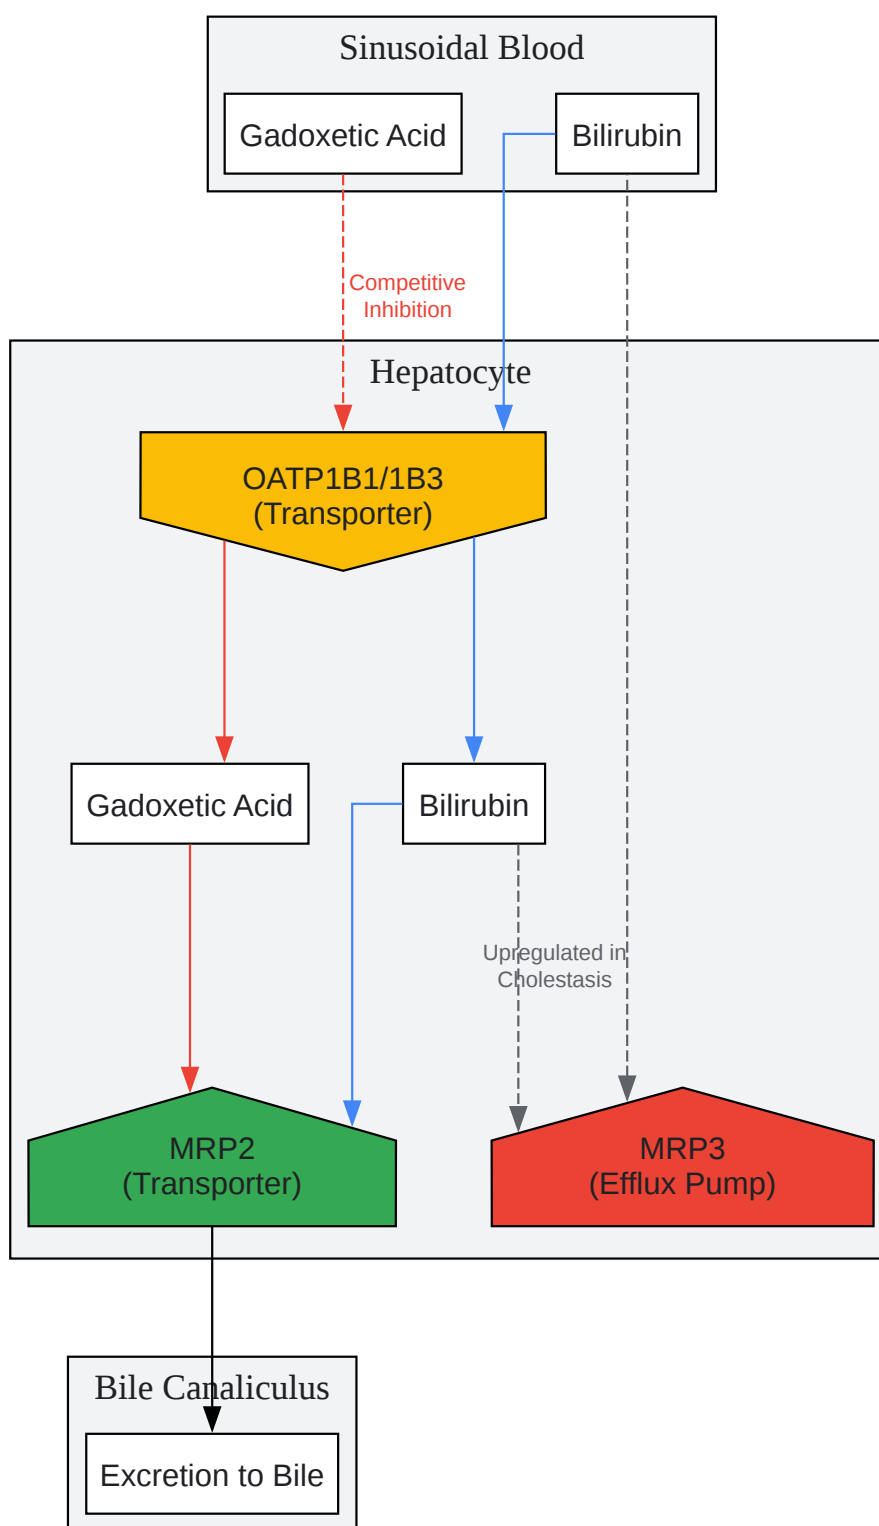 Sinusoidal Blood
Gadoxetic Acid
Bilirubin
Competitive
Inhibition
Hepatocyte
OATP1B1/1B3
(Transporter)
Gadoxetic Acid
Bilirubin
Upregulated in
Cholestasis
MRP2
(Transporter)
MRP3
(Efflux Pump)
Bile Canaliculus
Excretion to Bile